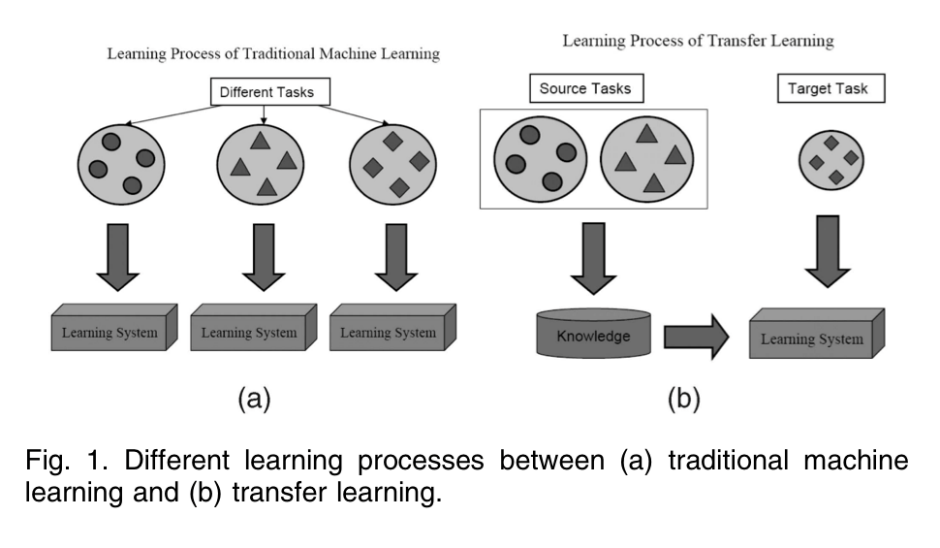 Learning Process of Traditional Machine Learning
Different Tasks
Learning System
Learning System
Learning System
(a)
Learning Process of Transfer Learning
Source Tasks
Target Task
Knowledge
Learning System
(b)
Fig. 1. Different learning processes between (a) traditional machine
learning and (b) transfer learning.